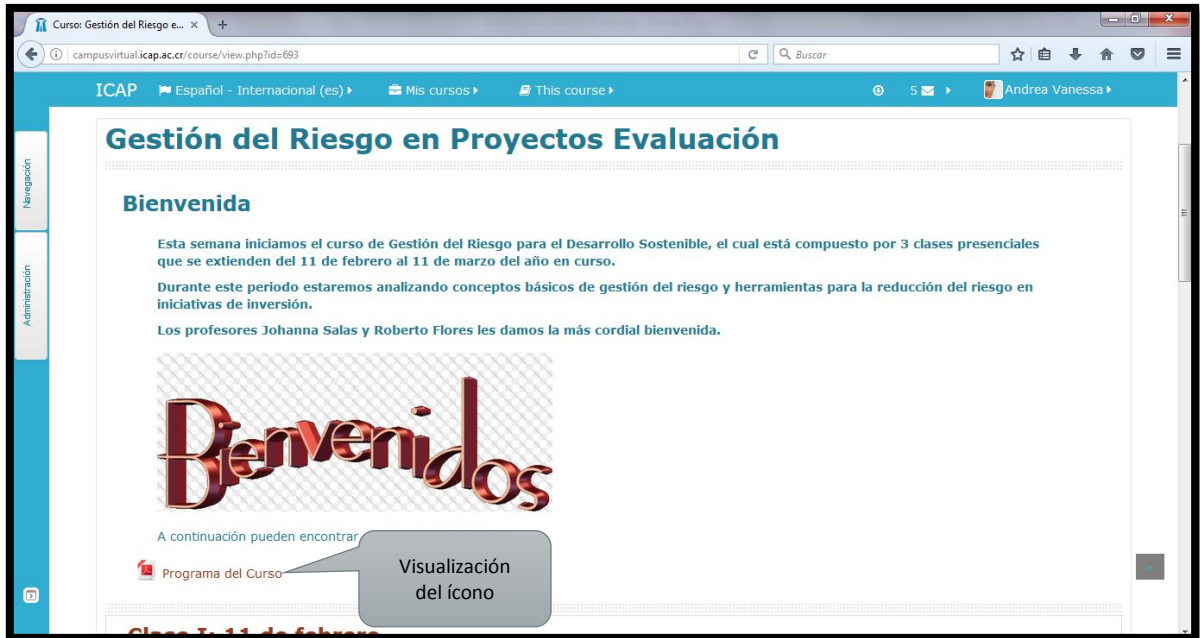 Curso: Gestión del Riesgo e...
campusvirtual.icap.ac.cr/course/view.php?id=693
Buscar
ICAP Español - Internacional (es) Mis cursos This course 5 Andrea Vanessa
Navegación
Administración
Gestión del Riesgo en Proyectos Evaluación
Bienvenida
Esta semana iniciamos el curso de Gestión del Riesgo para el Desarrollo Sostenible, el cual está compuesto por 3 clases presenciales
que se extienden del 11 de febrero al 11 de marzo del año en curso.
Durante este periodo estaremos analizando conceptos básicos de gestión del riesgo y herramientas para la reducción del riesgo en
iniciativas de inversión.
Los profesores Johanna Salas y Roberto Flores les damos la más cordial bienvenida.
Bienvenidos
A continuación pueden encontrar
Programa del Curso
Visualización
del ícono
Clase I: 11 de febrero